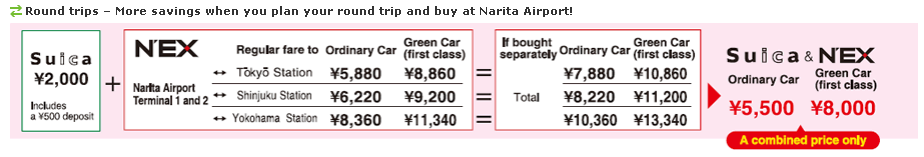 Round trips – More savings when you plan your round trip and buy at Narita Airport!
Suica
¥2,000
Includes
a ¥500 deposit
+
N'EX
Narita Airport
Terminal 1 and 2
Regular fare to Ordinary Car Green Car (first class)
↔ Tōkyō Station ¥5,880 ¥8,860
↔ Shinjuku Station ¥6,220 ¥9,200
↔ Yokohama Station ¥8,360 ¥11,340
=
=
=
If bought
separately Ordinary Car Green Car (first class)
¥7,880 ¥10,860
Total ¥8,220 ¥11,200
¥10,360 ¥13,340
Suica & N'EX
Ordinary Car Green Car (first class)
¥5,500 ¥8,000
A combined price only